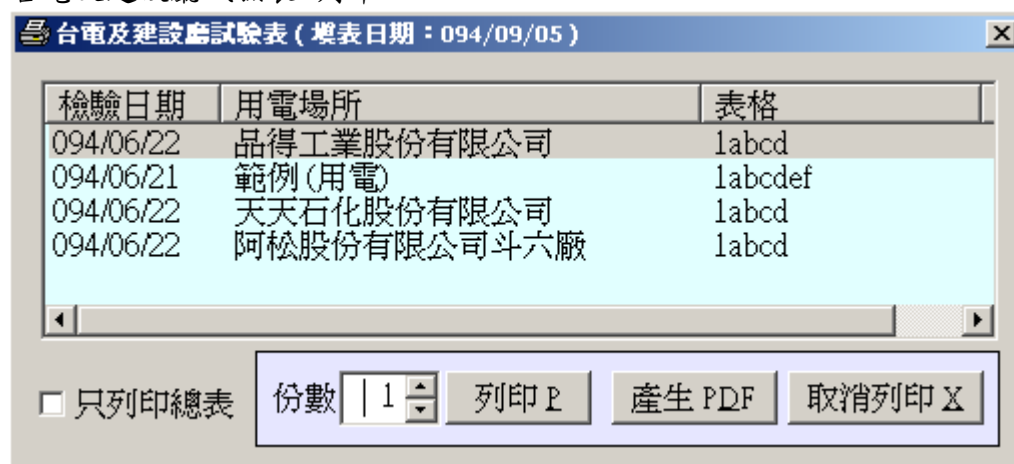 台電及建設廳試驗表 ( 塡表日期：094/09/05 )
檢驗日期 用電場所 表格
094/06/22 品得工業股份有限公司 1abcd
094/06/21 範例(用電) 1abcdef
094/06/22 天天石化股份有限公司 1abcd
094/06/22 阿松股份有限公司斗六廠 1abcd
只列印總表 份數 1 列印 P 產生 PDF 取消列印 X